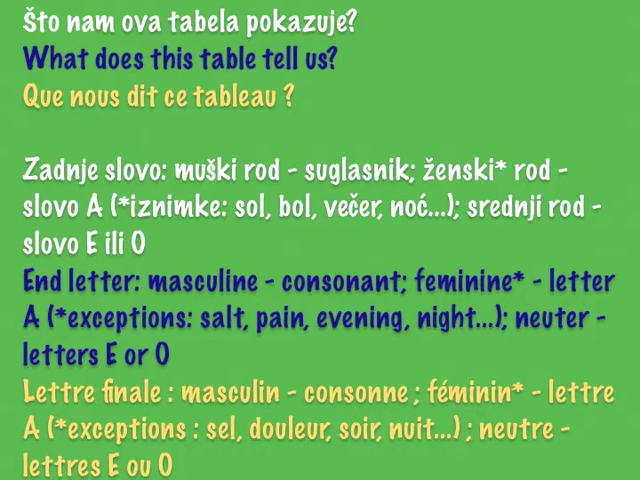 Što nam ova tabela pokazuje?
What does this table tell us?
Que nous dit ce tableau ?
Zadnje slovo: muški rod - suglasnik; ženski* rod -
slovo A (*iznimke: sol, bol, večer, noć...); srednji rod -
slovo E ili O
End letter: masculine - consonant; feminine* - letter
A (*exceptions: salt, pain, evening, night...); neuter -
letters E or O
Lettre finale : masculin - consonne ; féminin* - lettre
A (*exceptions : sel, douleur, soir, nuit...) ; neutre -
lettres E ou O